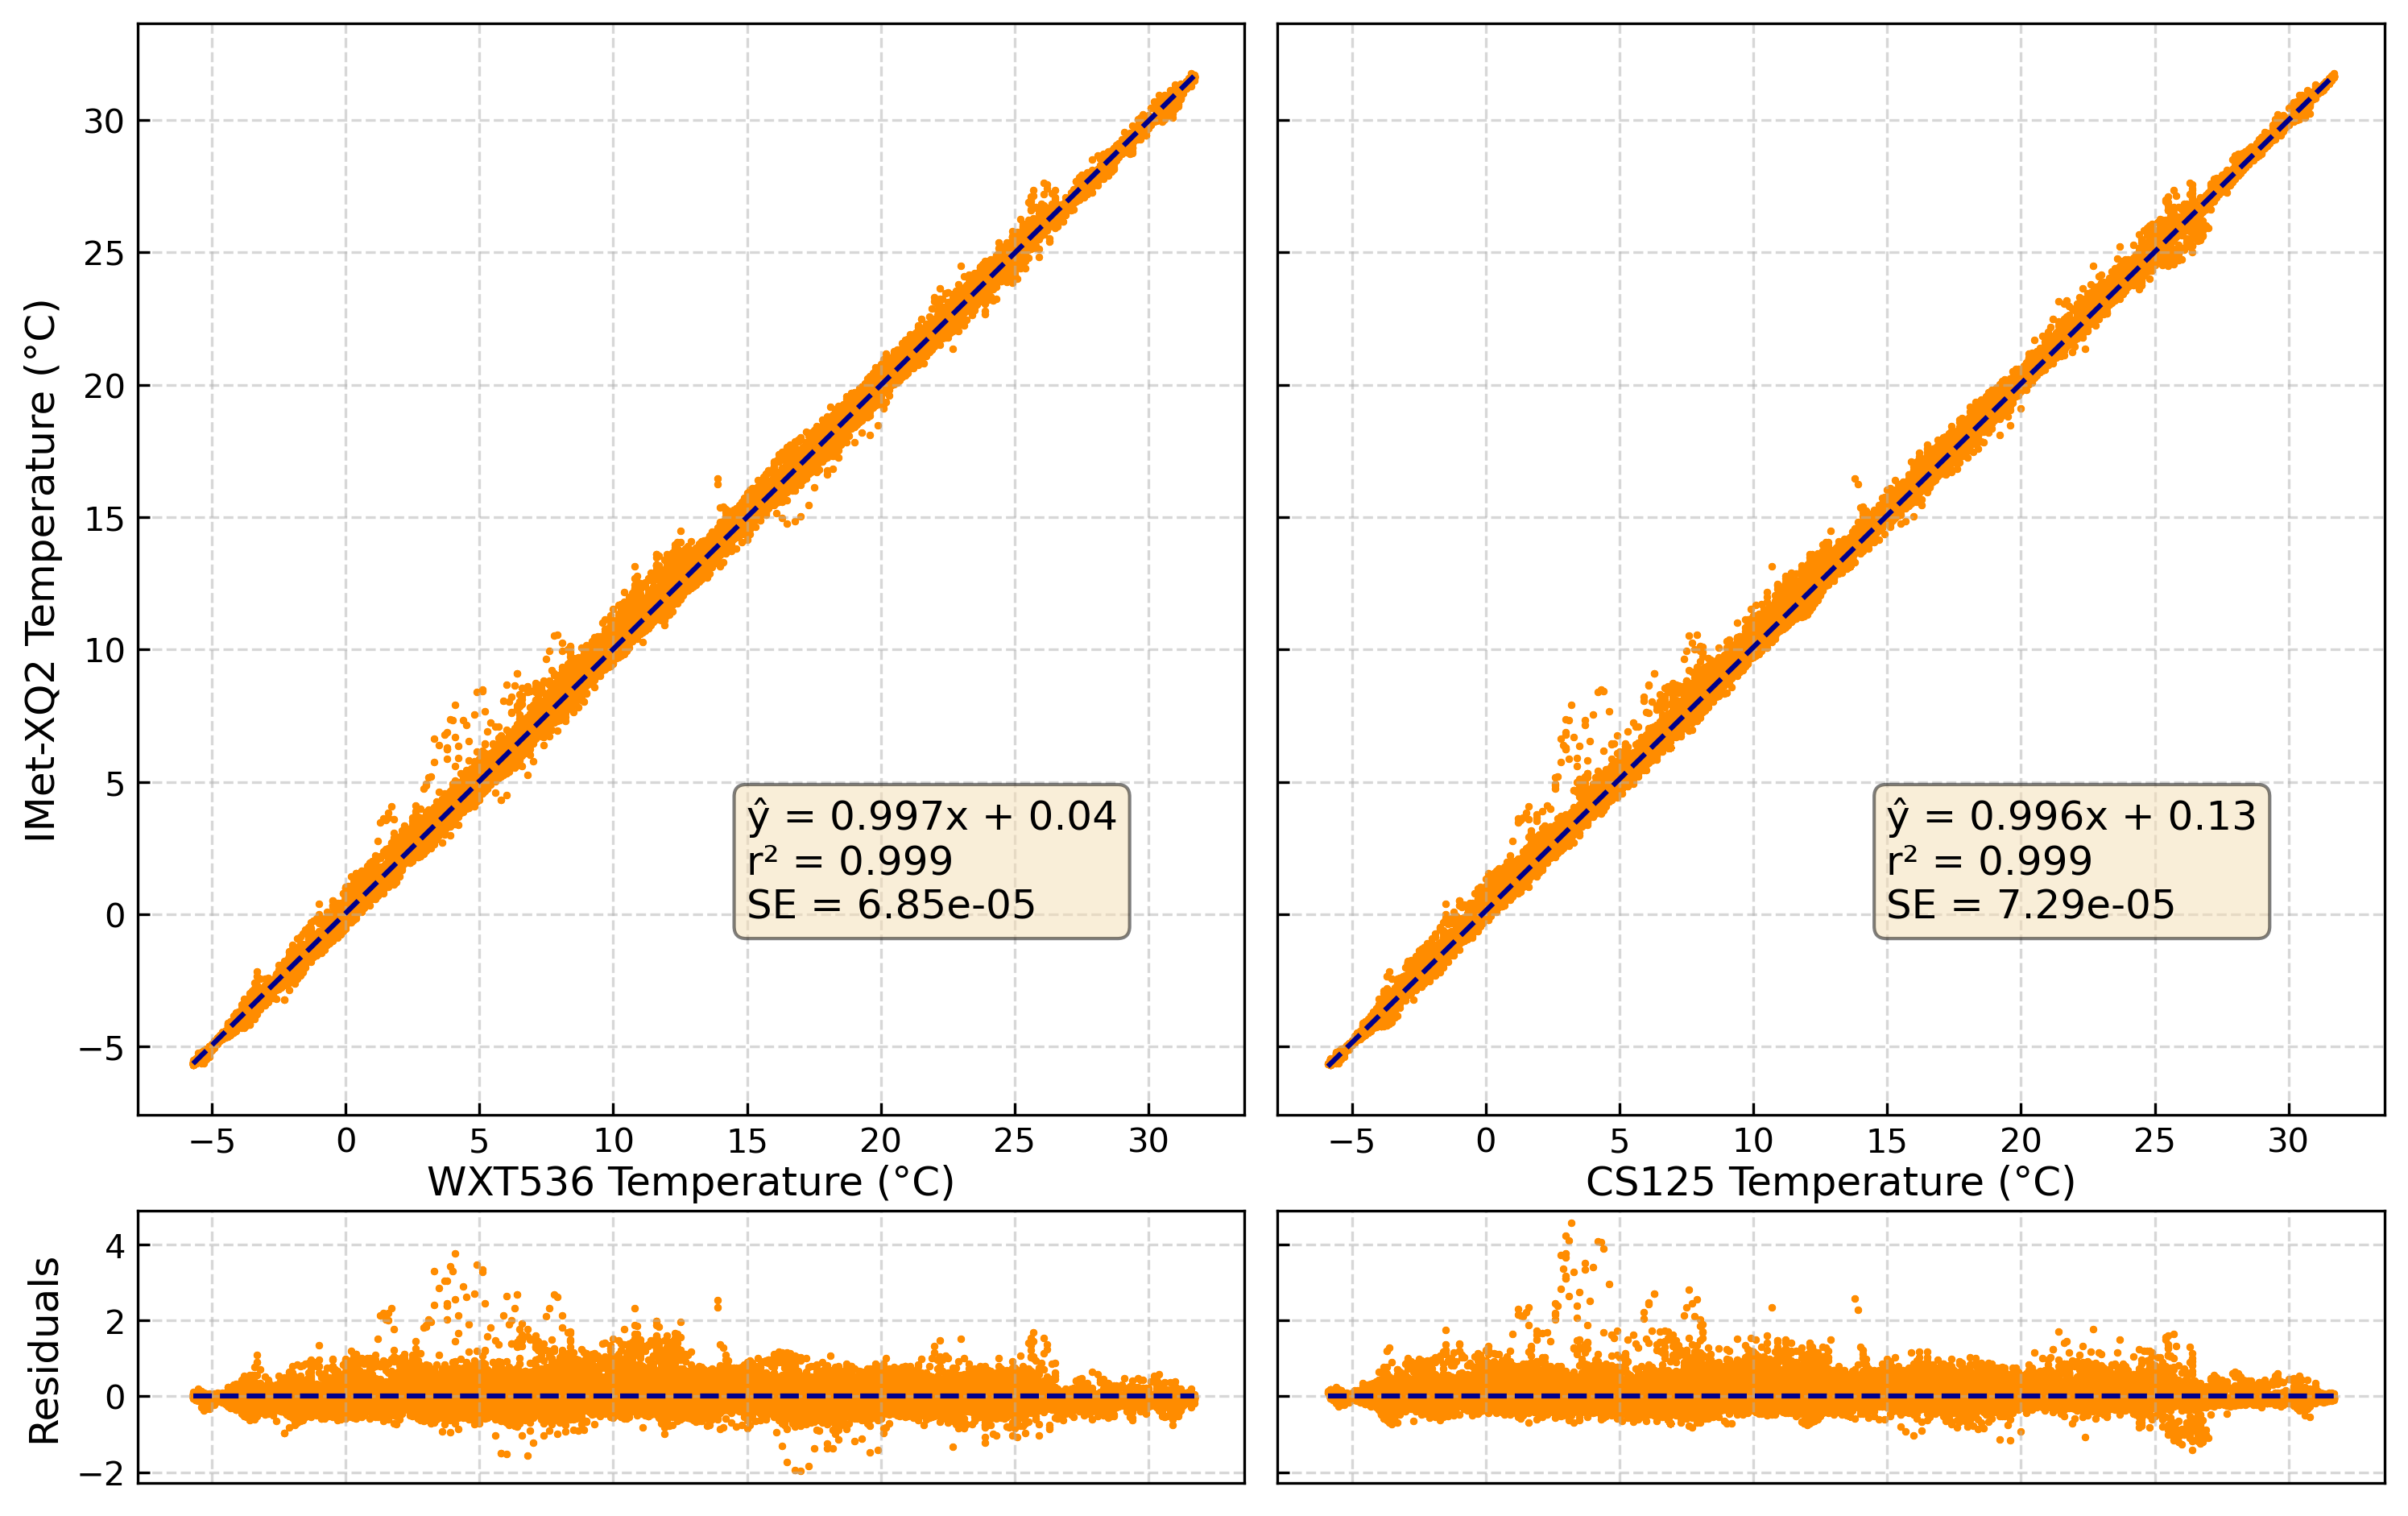 IMet-XQ2 Temperature (°C)
30
25
20
15
10
5
0
−5
ŷ = 0.997x + 0.04
r² = 0.999
SE = 6.85e-05
−5 0 5 10 15 20 25 30
WXT536 Temperature (°C)
ŷ = 0.996x + 0.13
r² = 0.999
SE = 7.29e-05
−5 0 5 10 15 20 25 30
CS125 Temperature (°C)
Residuals
4
2
0
−2